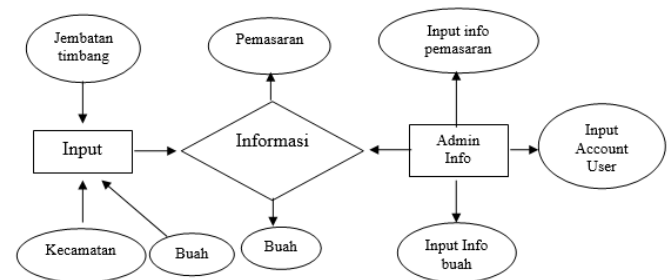 Jembatan
timbang
Pemasaran
Input info
pemasaran
Input
Informasi
Admin
Info
Input
Account
User
Kecamatan
Buah
Buah
Input Info
buah